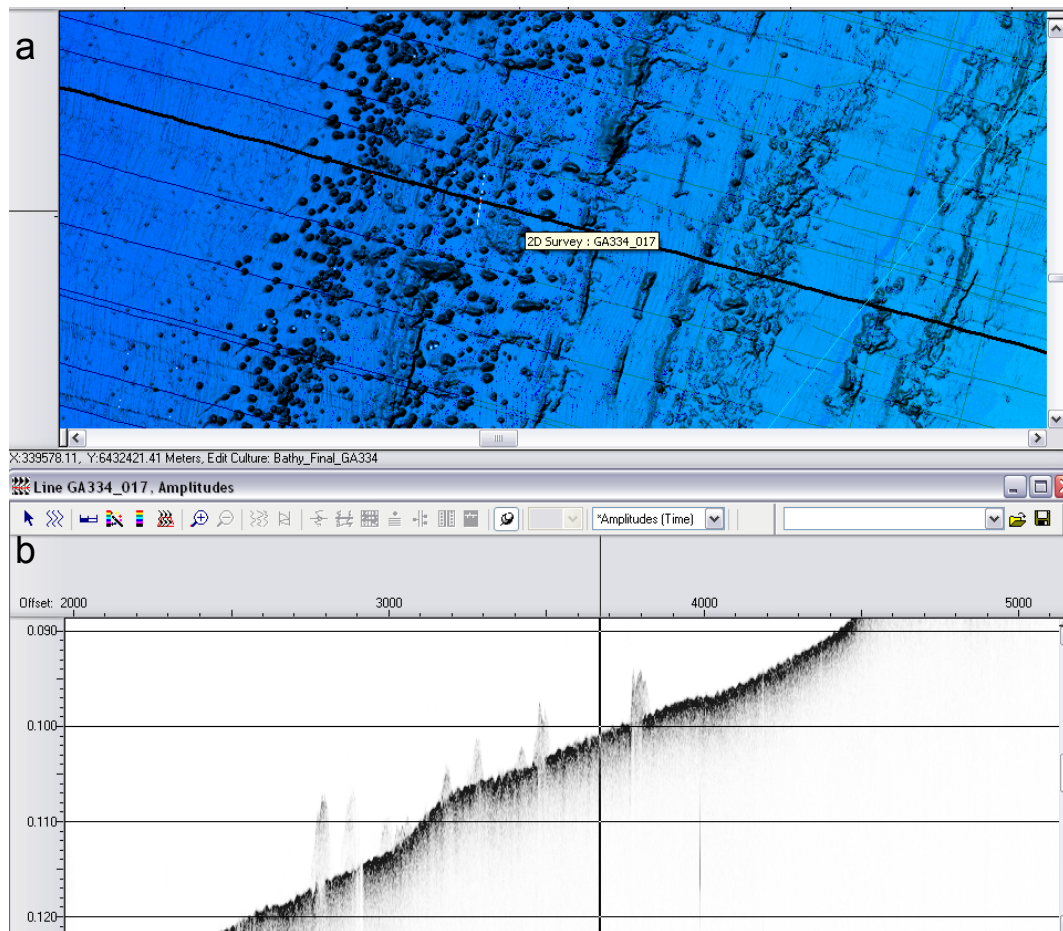 a
2D Survey : GA334_017
X:339578.11, Y:6432421.41 Meters, Edit Culture: Bathy_Final_GA334
Line GA334_017, Amplitudes
*Amplitudes (Time)
b
Offset: 2000 3000 4000 5000
0.090
0.100
0.110
0.120